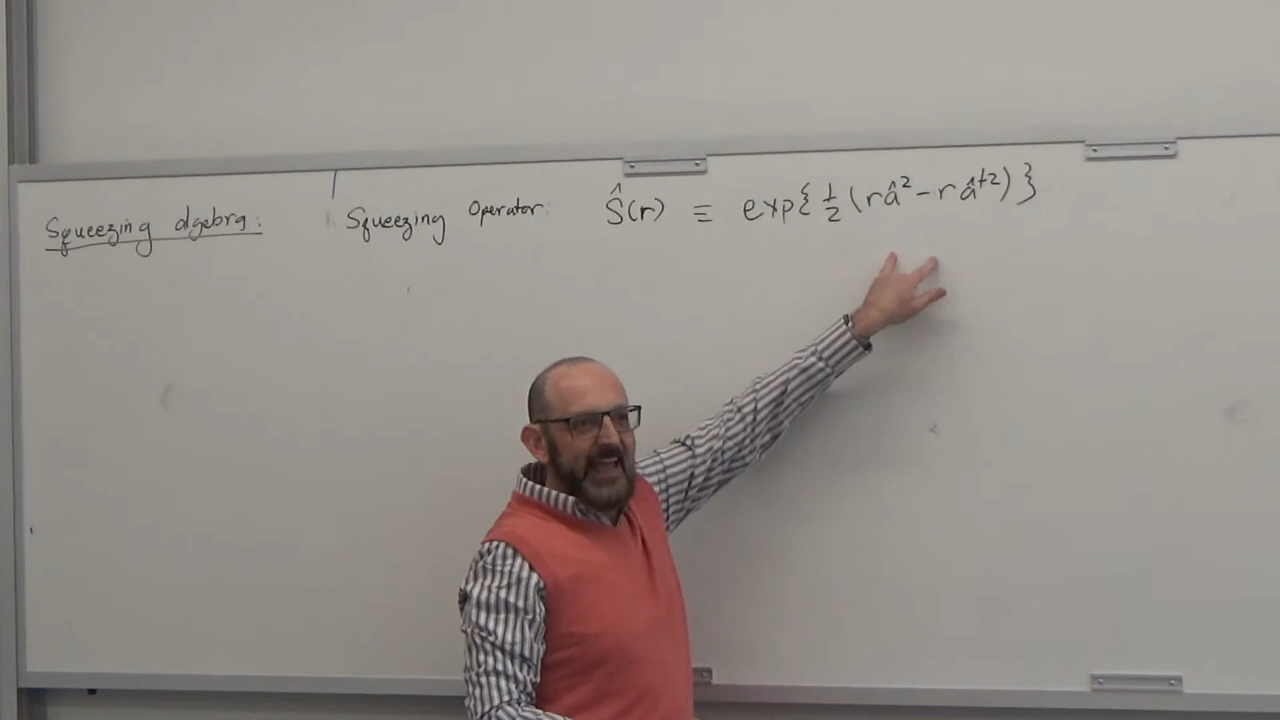 Squeezing algebra: Squeezing Operator: Ŝ(r) ≡ exp{½(râ² - râ†²)}